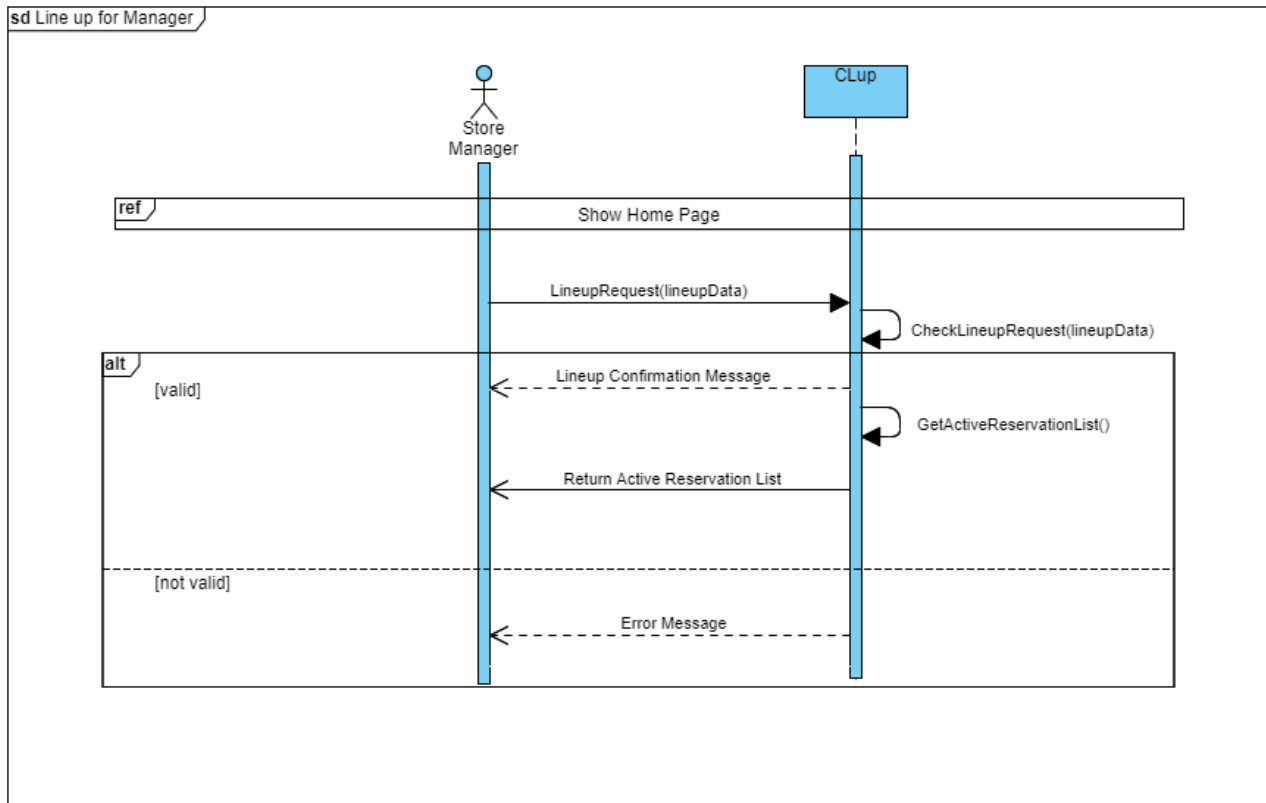 sd Line up for Manager
CLup
Store
Manager
ref
Show Home Page
LineupRequest(lineupData)
CheckLineupRequest(lineupData)
alt
Lineup Confirmation Message
[valid]
GetActiveReservationList()
Return Active Reservation List
[not valid]
Error Message